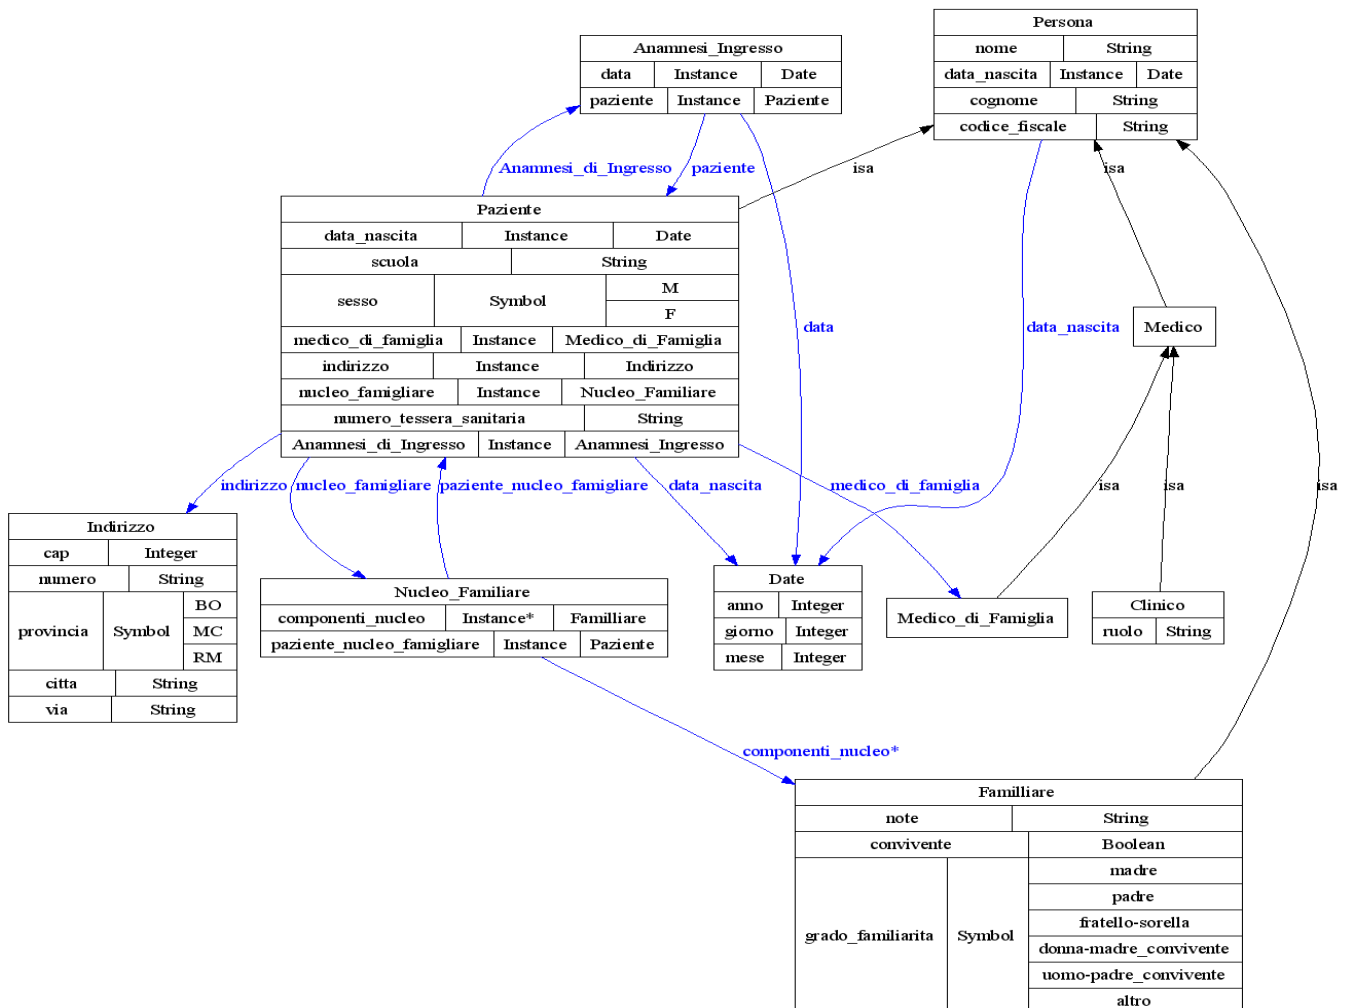 Anamnesi_Ingresso
data Instance Date
paziente Instance Paziente
Persona
nome String
data_nascita Instance Date
cognome String
codice_fiscale String
Anamnesi_di_Ingresso paziente isa isa
Paziente
data_nascita Instance Date
scuola String
sesso Symbol M
F
medico_di_famiglia Instance Medico_di_Famiglia
indirizzo Instance Indirizzo
nucleo_famigliare Instance Nucleo_Familiare
numero_tessera_sanitaria String
Anamnesi_di_Ingresso Instance Anamnesi_Ingresso
data data_nascita
Medico
indirizzo nucleo_famigliare paziente_nucleo_famigliare data_nascita medico_di_famiglia isa isa isa
Indirizzo
cap Integer
numero String
provincia Symbol BO
MC
RM
citta String
via String
Nucleo_Familiare
componenti_nucleo Instance* Familliare
paziente_nucleo_famigliare Instance Paziente
Date
anno Integer
giorno Integer
mese Integer
Medico_di_Famiglia
Clinico
ruolo String
componenti_nucleo*
Familliare
note String
convivente Boolean
grado_familiarita Symbol madre
padre
fratello-sorella
donna-madre_convivente
uomo-padre_convivente
altro